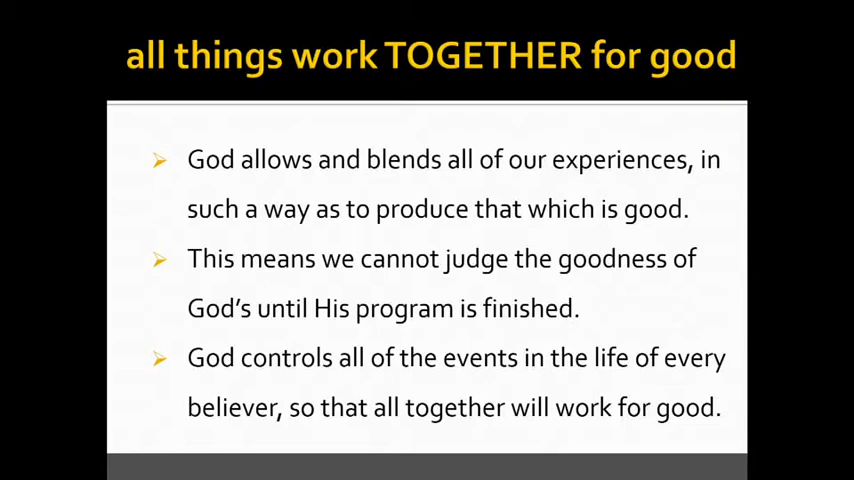 all things work TOGETHER for good
God allows and blends all of our experiences, in
such a way as to produce that which is good.
This means we cannot judge the goodness of
God's until His program is finished.
God controls all of the events in the life of every
believer, so that all together will work for good.